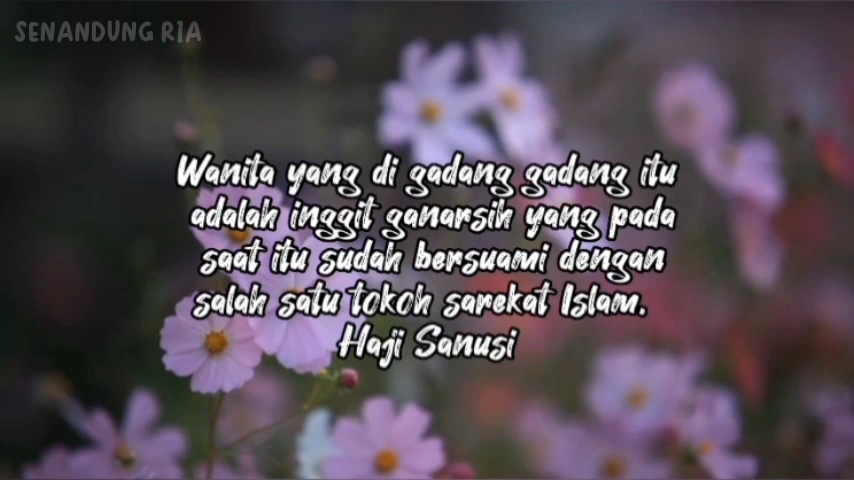 SENANDUNG RIA
Wanita yang di gadang gadang itu
adalah inggit ganarsih yang pada
saat itu sudah bersuami dengan
salah satu tokoh sarekat Islam.
Haji Sanusi